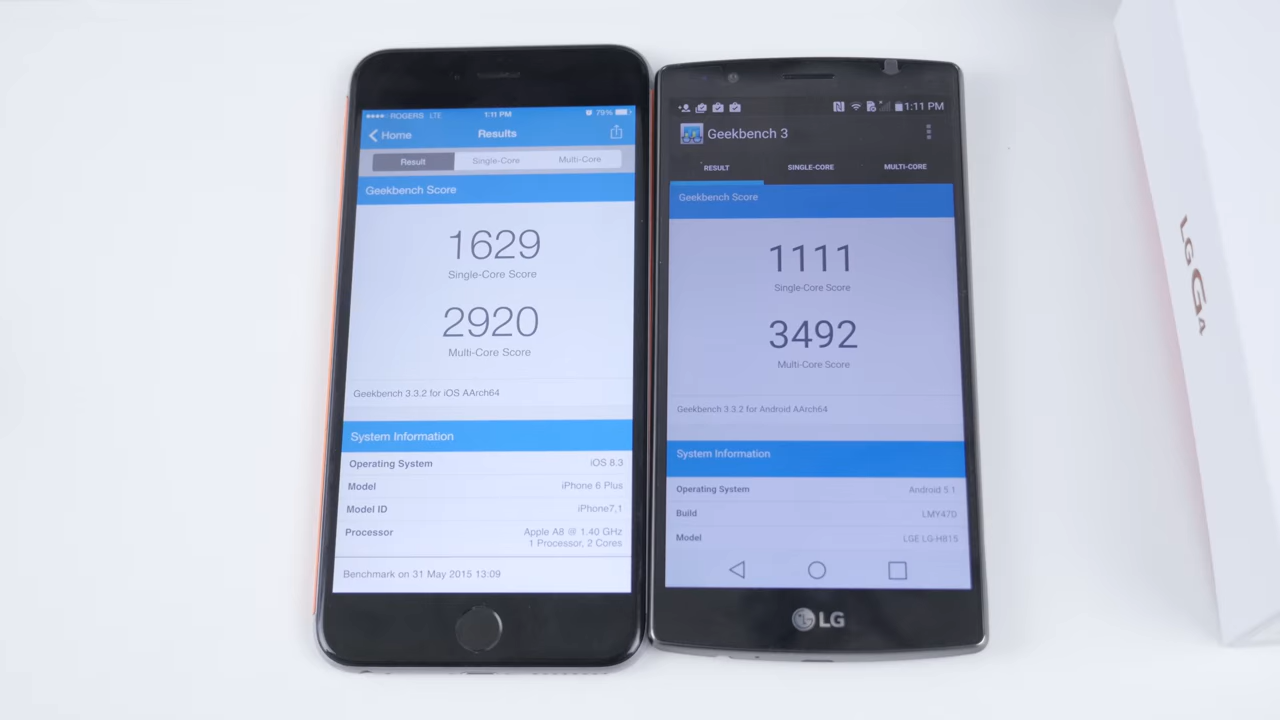 ●●●●○ ROGERS LTE 1:11 PM 79%
Home Results
Result Single-Core Multi-Core
Geekbench Score
1629
Single-Core Score
2920
Multi-Core Score
Geekbench 3.3.2 for iOS AArch64
System Information
Operating System iOS 8.3
Model iPhone 6 Plus
Model ID iPhone7,1
Processor Apple A8 @ 1.40 GHz
1 Processor, 2 Cores
Benchmark on 31 May 2015 13:09
1:11 PM
Geekbench 3
RESULT SINGLE-CORE MULTI-CORE
Geekbench Score
1111
Single-Core Score
3492
Multi-Core Score
Geekbench 3.3.2 for Android AArch64
System Information
Operating System Android 5.1
Build LMY47D
Model LGE LG-H815
LG
LG G4